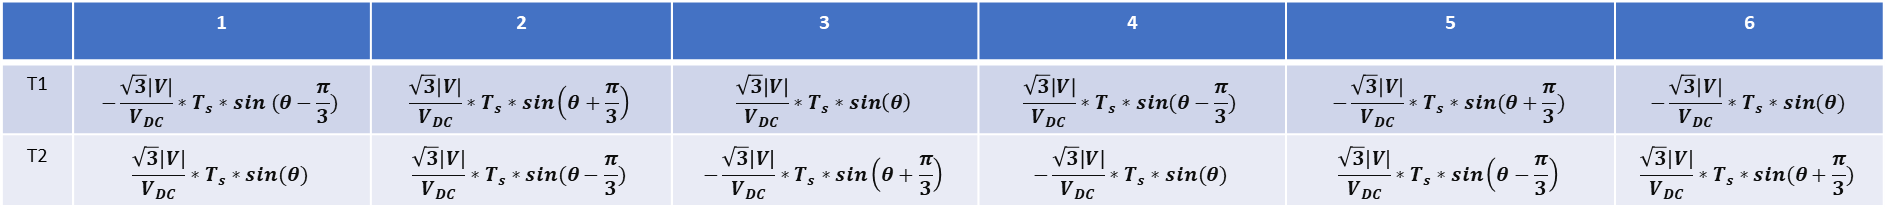 1 2 3 4 5 6
T1 −√3|V|/V_DC * T_s * sin (θ − π/3) √3|V|/V_DC * T_s * sin(θ + π/3) √3|V|/V_DC * T_s * sin(θ) √3|V|/V_DC * T_s * sin(θ − π/3) −√3|V|/V_DC * T_s * sin(θ + π/3) −√3|V|/V_DC * T_s * sin(θ)
T2 √3|V|/V_DC * T_s * sin(θ) √3|V|/V_DC * T_s * sin(θ − π/3) −√3|V|/V_DC * T_s * sin(θ + π/3) −√3|V|/V_DC * T_s * sin(θ) √3|V|/V_DC * T_s * sin(θ − π/3) √3|V|/V_DC * T_s * sin(θ + π/3)